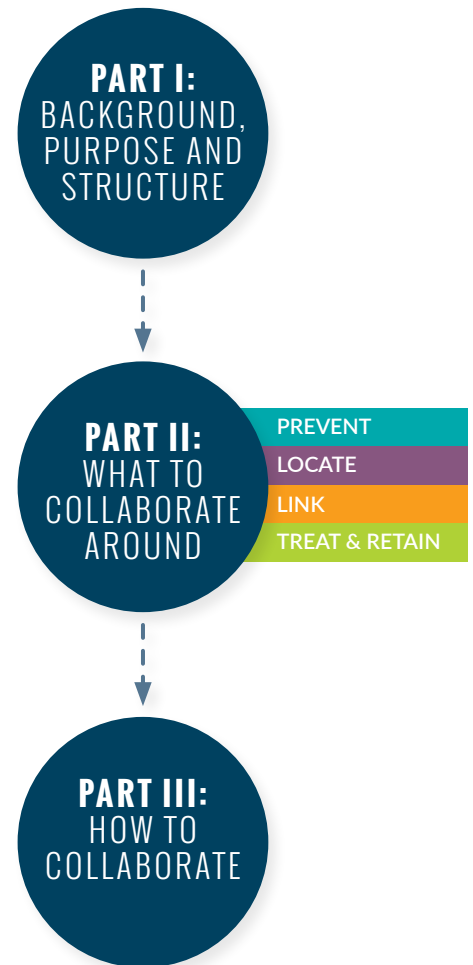 PART I:
BACKGROUND,
PURPOSE AND
STRUCTURE
PART II:
WHAT TO
COLLABORATE
AROUND
PREVENT
LOCATE
LINK
TREAT & RETAIN
PART III:
HOW TO
COLLABORATE